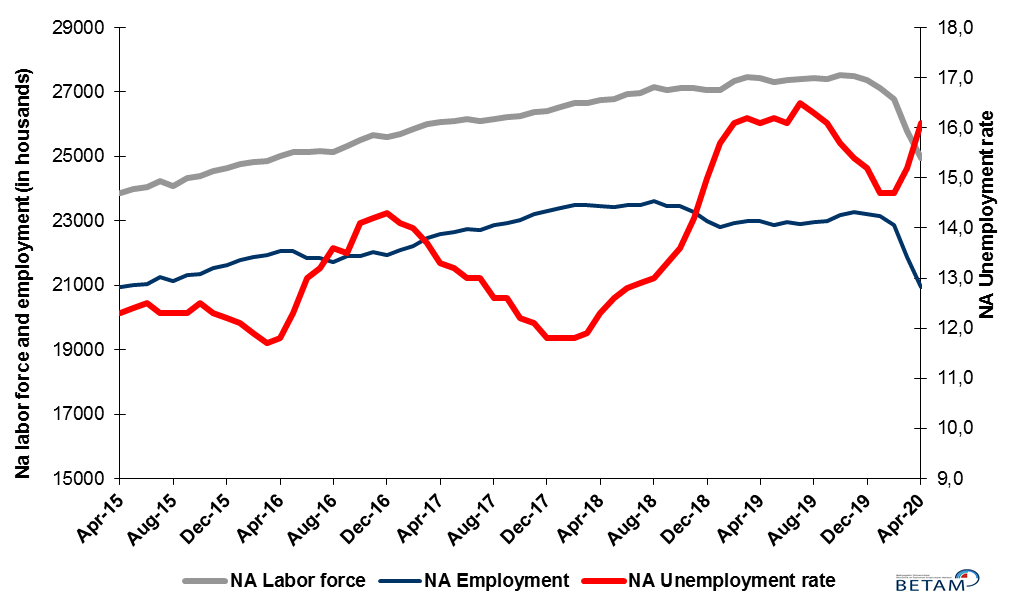 Na labor force and employment (in housands)
29000
27000
25000
23000
21000
19000
17000
15000
18,0
17,0
16,0
15,0
14,0
13,0
12,0
11,0
10,0
9,0
NA Unemployment rate
Apr-15
Aug-15
Dec-15
Apr-16
Aug-16
Dec-16
Apr-17
Aug-17
Dec-17
Apr-18
Aug-18
Dec-18
Apr-19
Aug-19
Dec-19
Apr-20
NA Labor force
NA Employment
NA Unemployment rate
BETAM